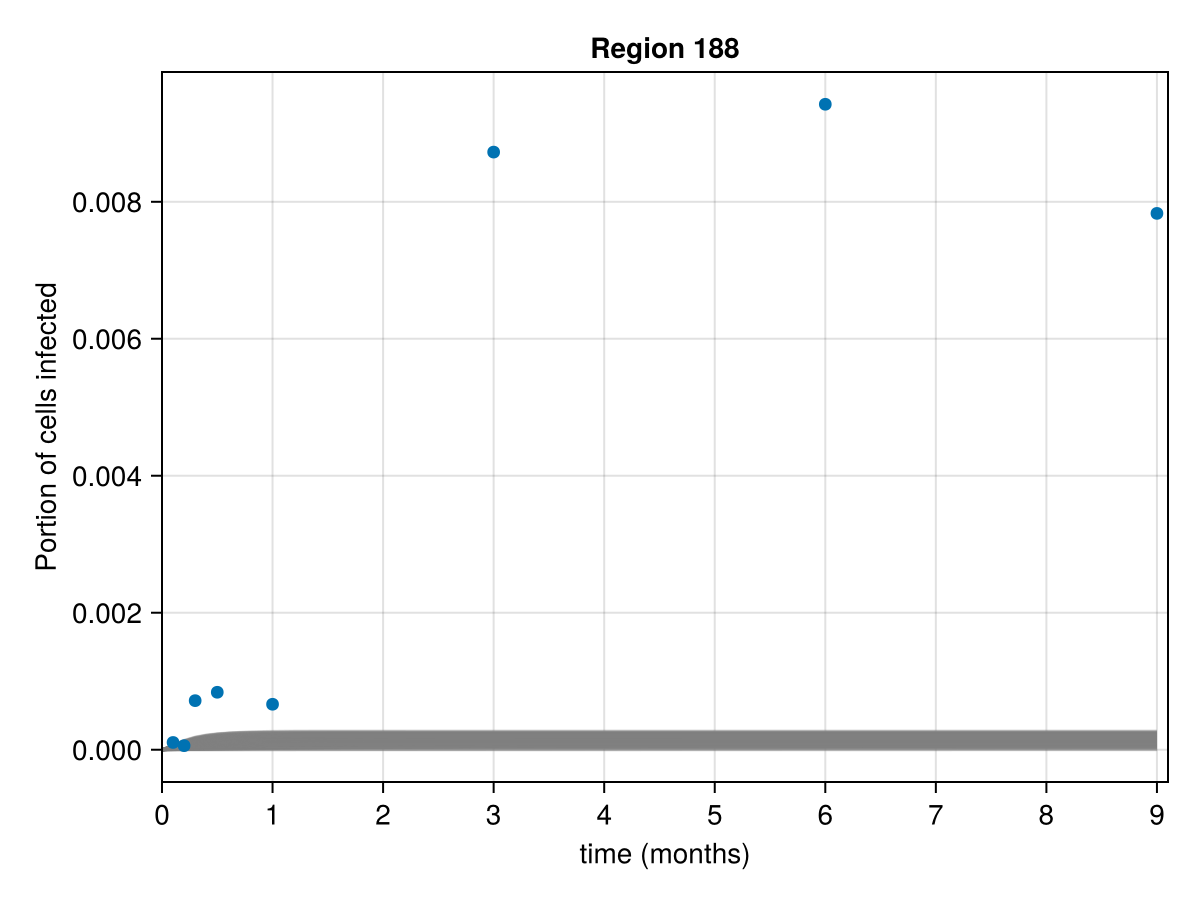 Region 188
Portion of cells infected
0.008
0.006
0.004
0.002
0.000
0 1 2 3 4 5 6 7 8 9
time (months)